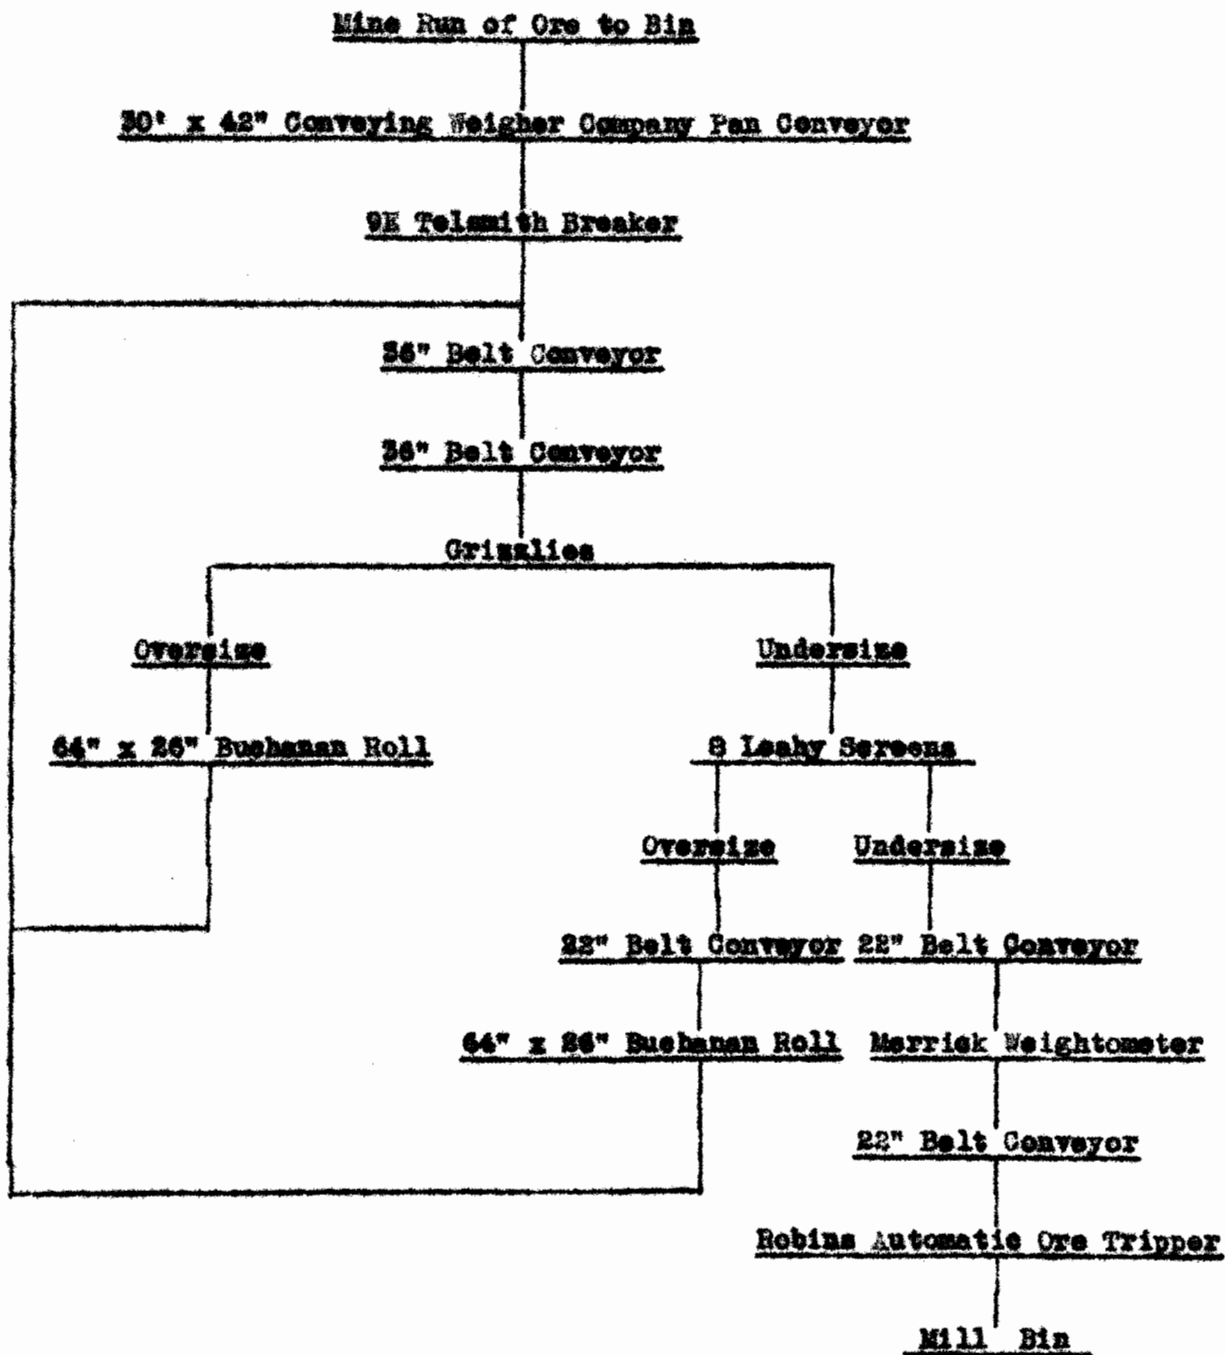 Mine Run of Ore to Bin
30' x 42" Conveying Weigher Company Pan Conveyor
9E Telsmith Breaker
36" Belt Conveyor
36" Belt Conveyor
Grizzlies
Oversize
Undersize
64" x 26" Buchanan Roll
8 Leahy Screens
Oversize
Undersize
22" Belt Conveyor
22" Belt Conveyor
64" x 26" Buchanan Roll
Merrick Weightometer
22" Belt Conveyor
Robins Automatic Ore Tripper
Mill Bin